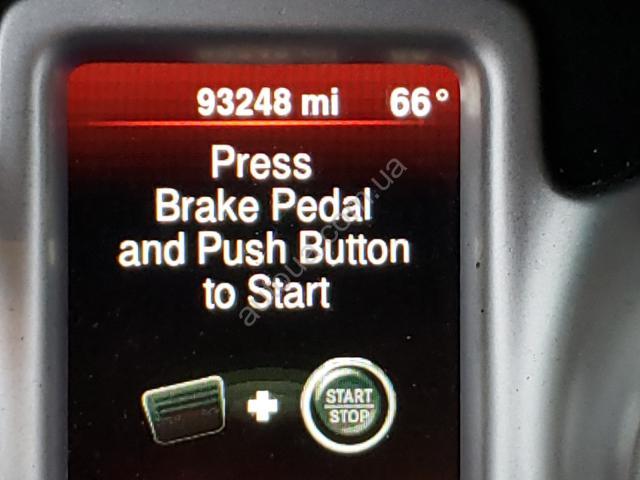 93248 mi 66°
Press
Brake Pedal
and Push Button
to Start
START
STOP